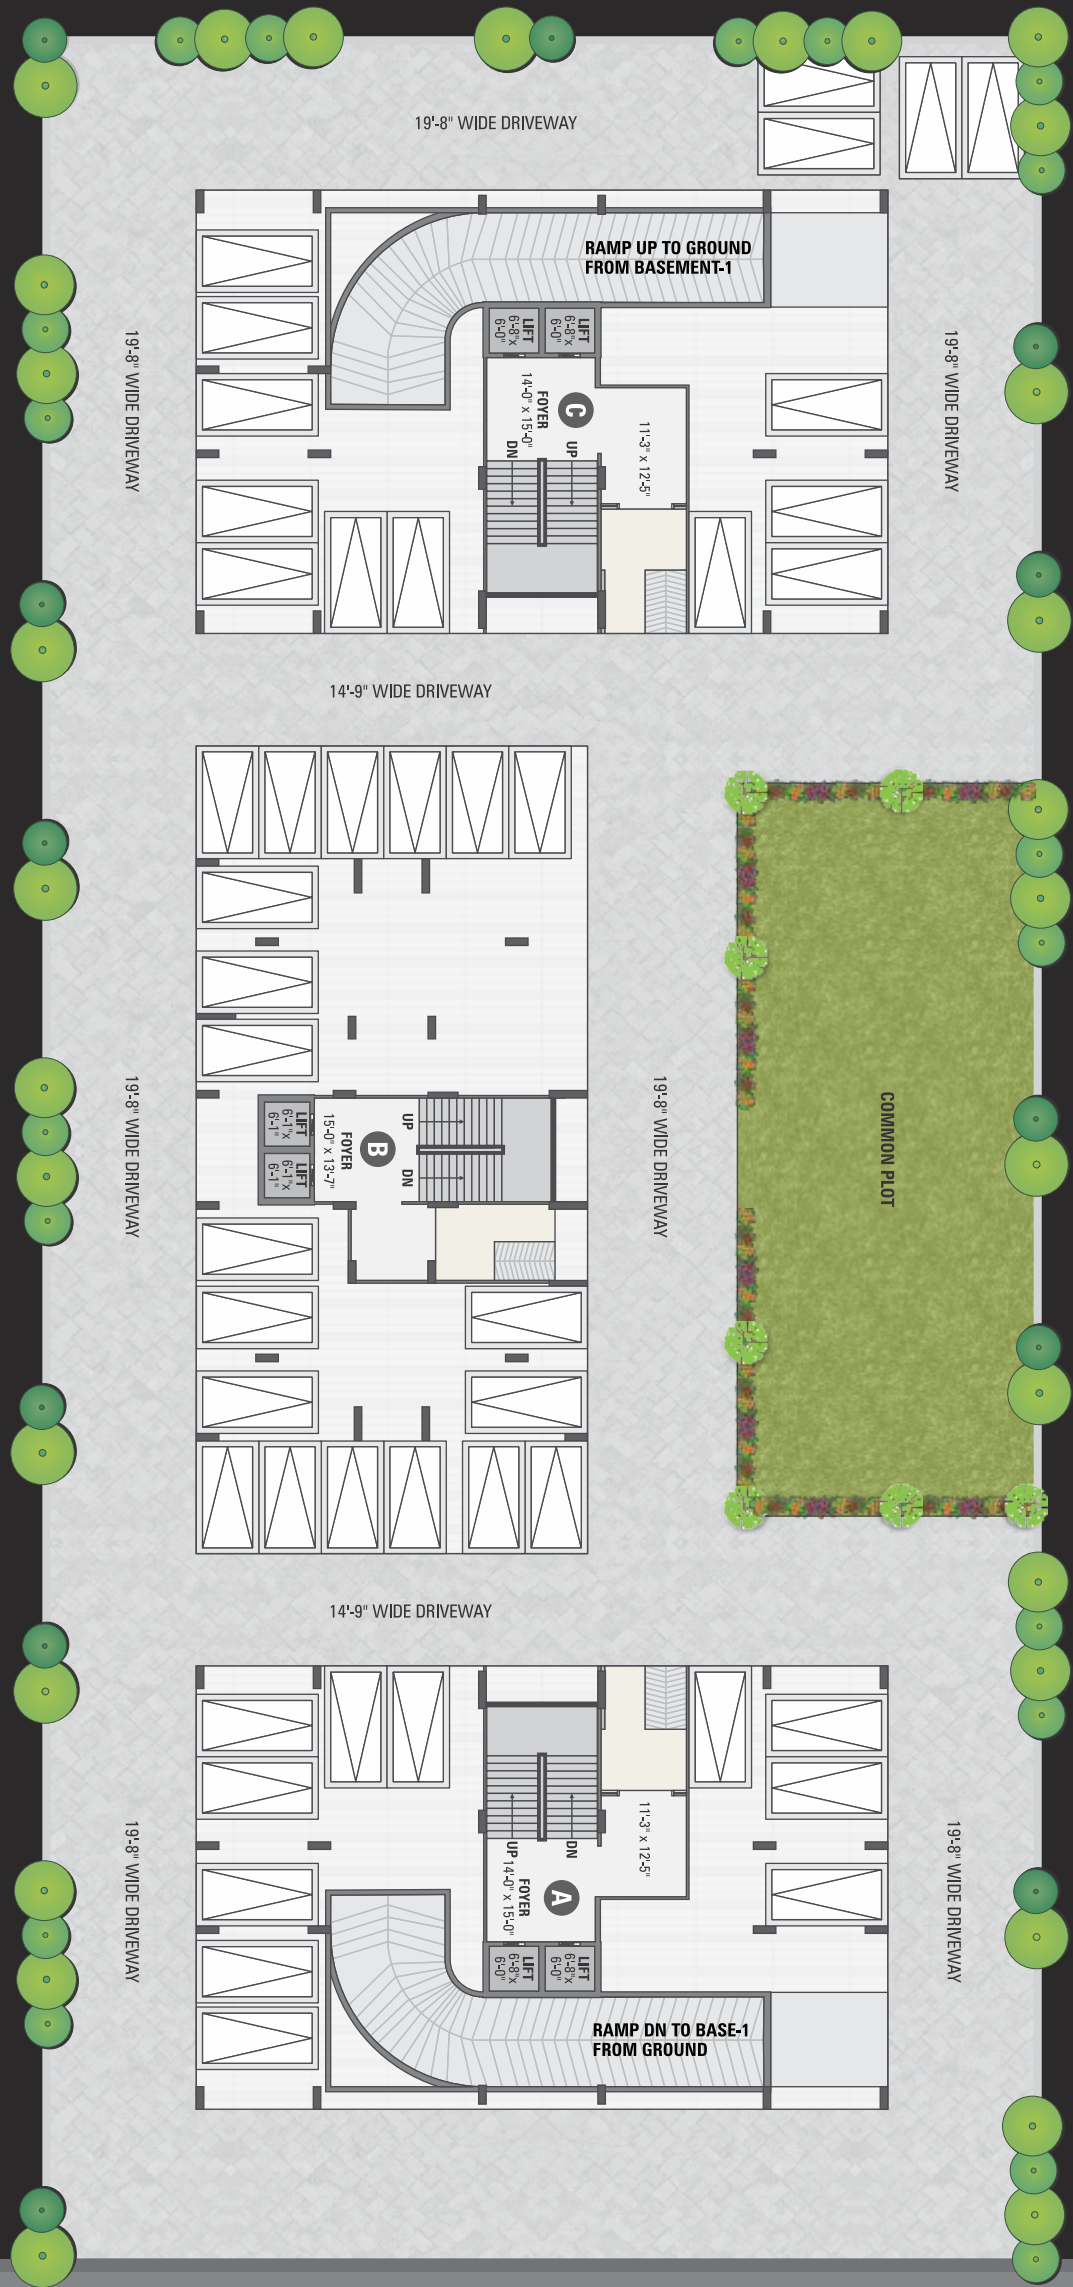 19'-8" WIDE DRIVEWAY
RAMP UP TO GROUND
FROM BASEMENT-1
19'-8" WIDE DRIVEWAY
LIFT
6'-8"x
6'-0"
LIFT
6'-8"x
6'-0"
19'-8" WIDE DRIVEWAY
FOYER
14'-0" x 15'-0"
C
DN
UP
11'-3" x 12'-5"
14'-9" WIDE DRIVEWAY
19'-8" WIDE DRIVEWAY
LIFT
6'-1"x
6'-1"
LIFT
6'-1"x
6'-1"
FOYER
15'-0" x 13'-7"
B
UP
DN
19'-8" WIDE DRIVEWAY
COMMON PLOT
14'-9" WIDE DRIVEWAY
19'-8" WIDE DRIVEWAY
UP
DN
11'-3" x 12'-5"
FOYER
14'-0" x 15'-0"
A
19'-8" WIDE DRIVEWAY
LIFT
6'-8"x
6'-0"
LIFT
6'-8"x
6'-0"
RAMP DN TO BASE-1
FROM GROUND